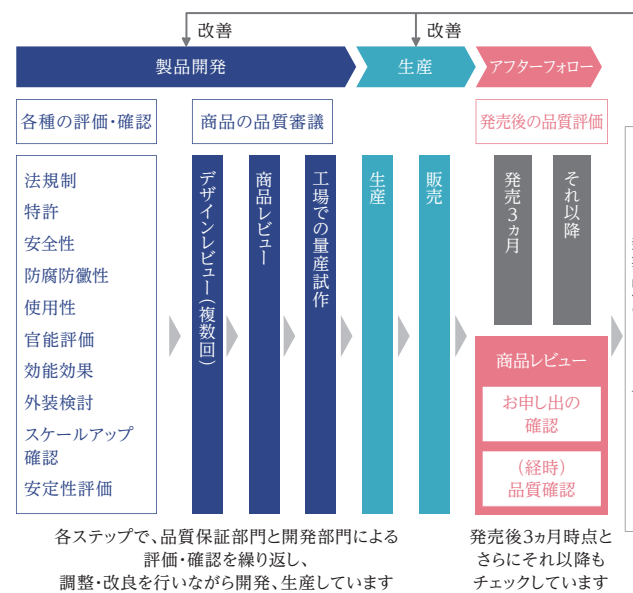 改善
改善
製品開発
生産
アフターフォロー
各種の評価・確認
商品の品質審議
発売後の品質評価
法規制
特許
安全性
防腐防黴性
使用性
官能評価
効能効果
外装検討
スケールアップ
確認
安定性評価
デザインレビュー(複数回)
商品レビュー
工場での量産試作
生産
販売
発売3ヵ月
それ以降
商品レビュー
お申し出の
確認
(経時)
品質確認
各ステップで、品質保証部門と開発部門による
評価・確認を繰り返し、
調整・改良を行いながら開発、生産しています
発売後3ヵ月時点と
さらにそれ以降も
チェックしています